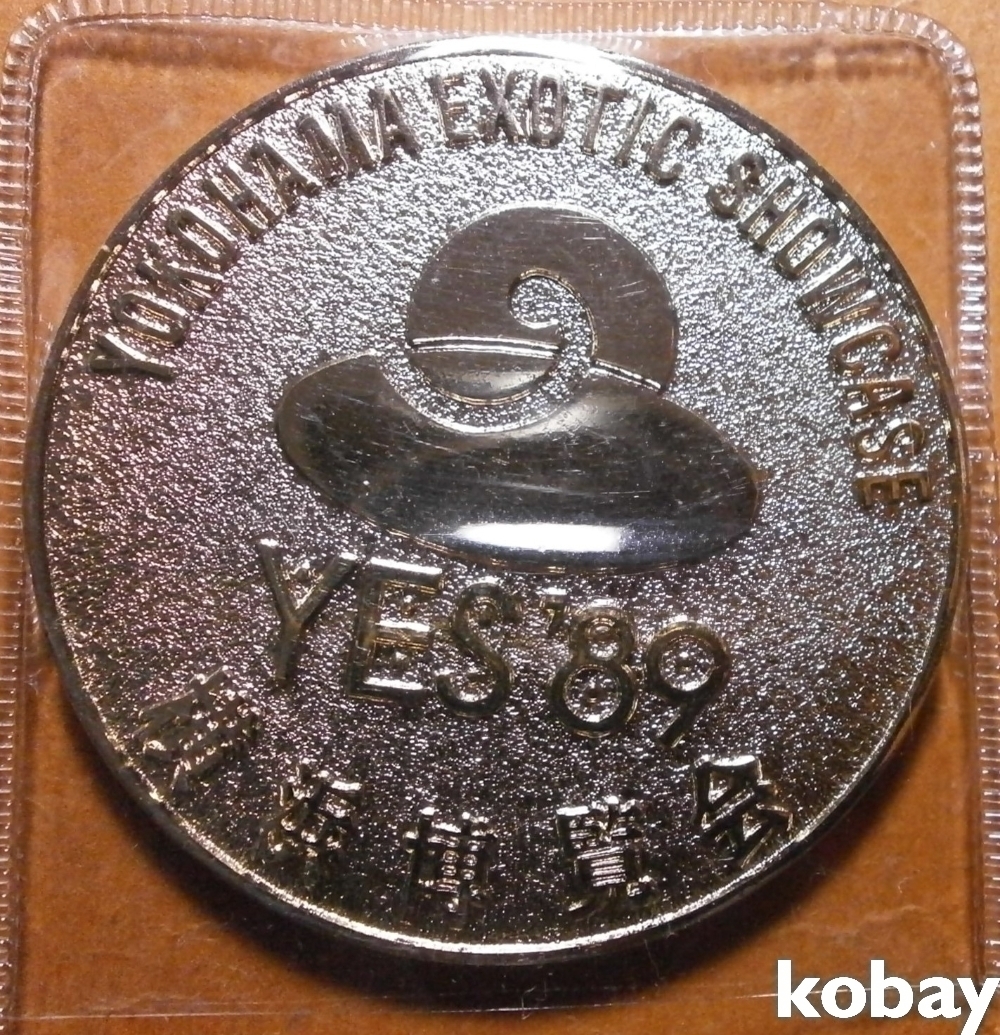 YOKOHAMA EXOTIC SHOWCASE
YES '89
横浜博覧会
kobay